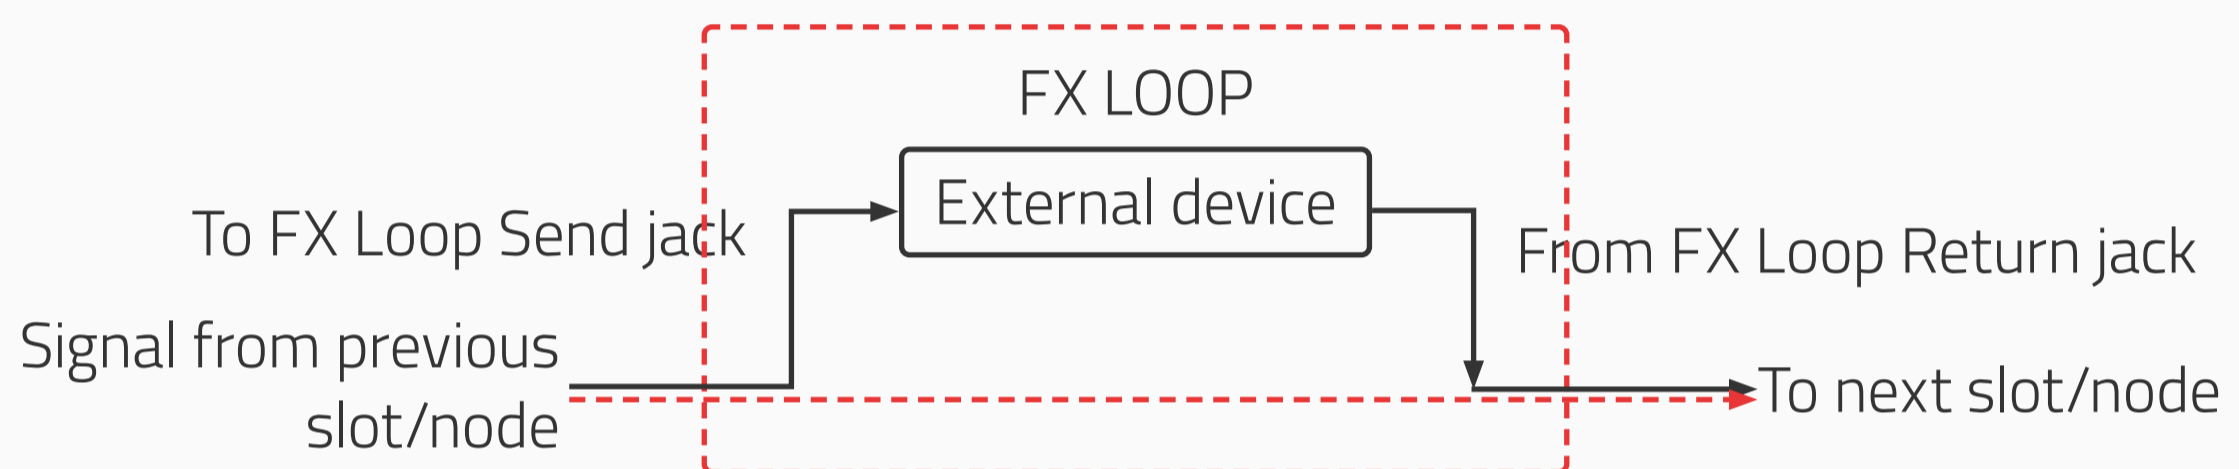 FX LOOP
External device
To FX Loop Send jack
From FX Loop Return jack
Signal from previous
slot/node
To next slot/node